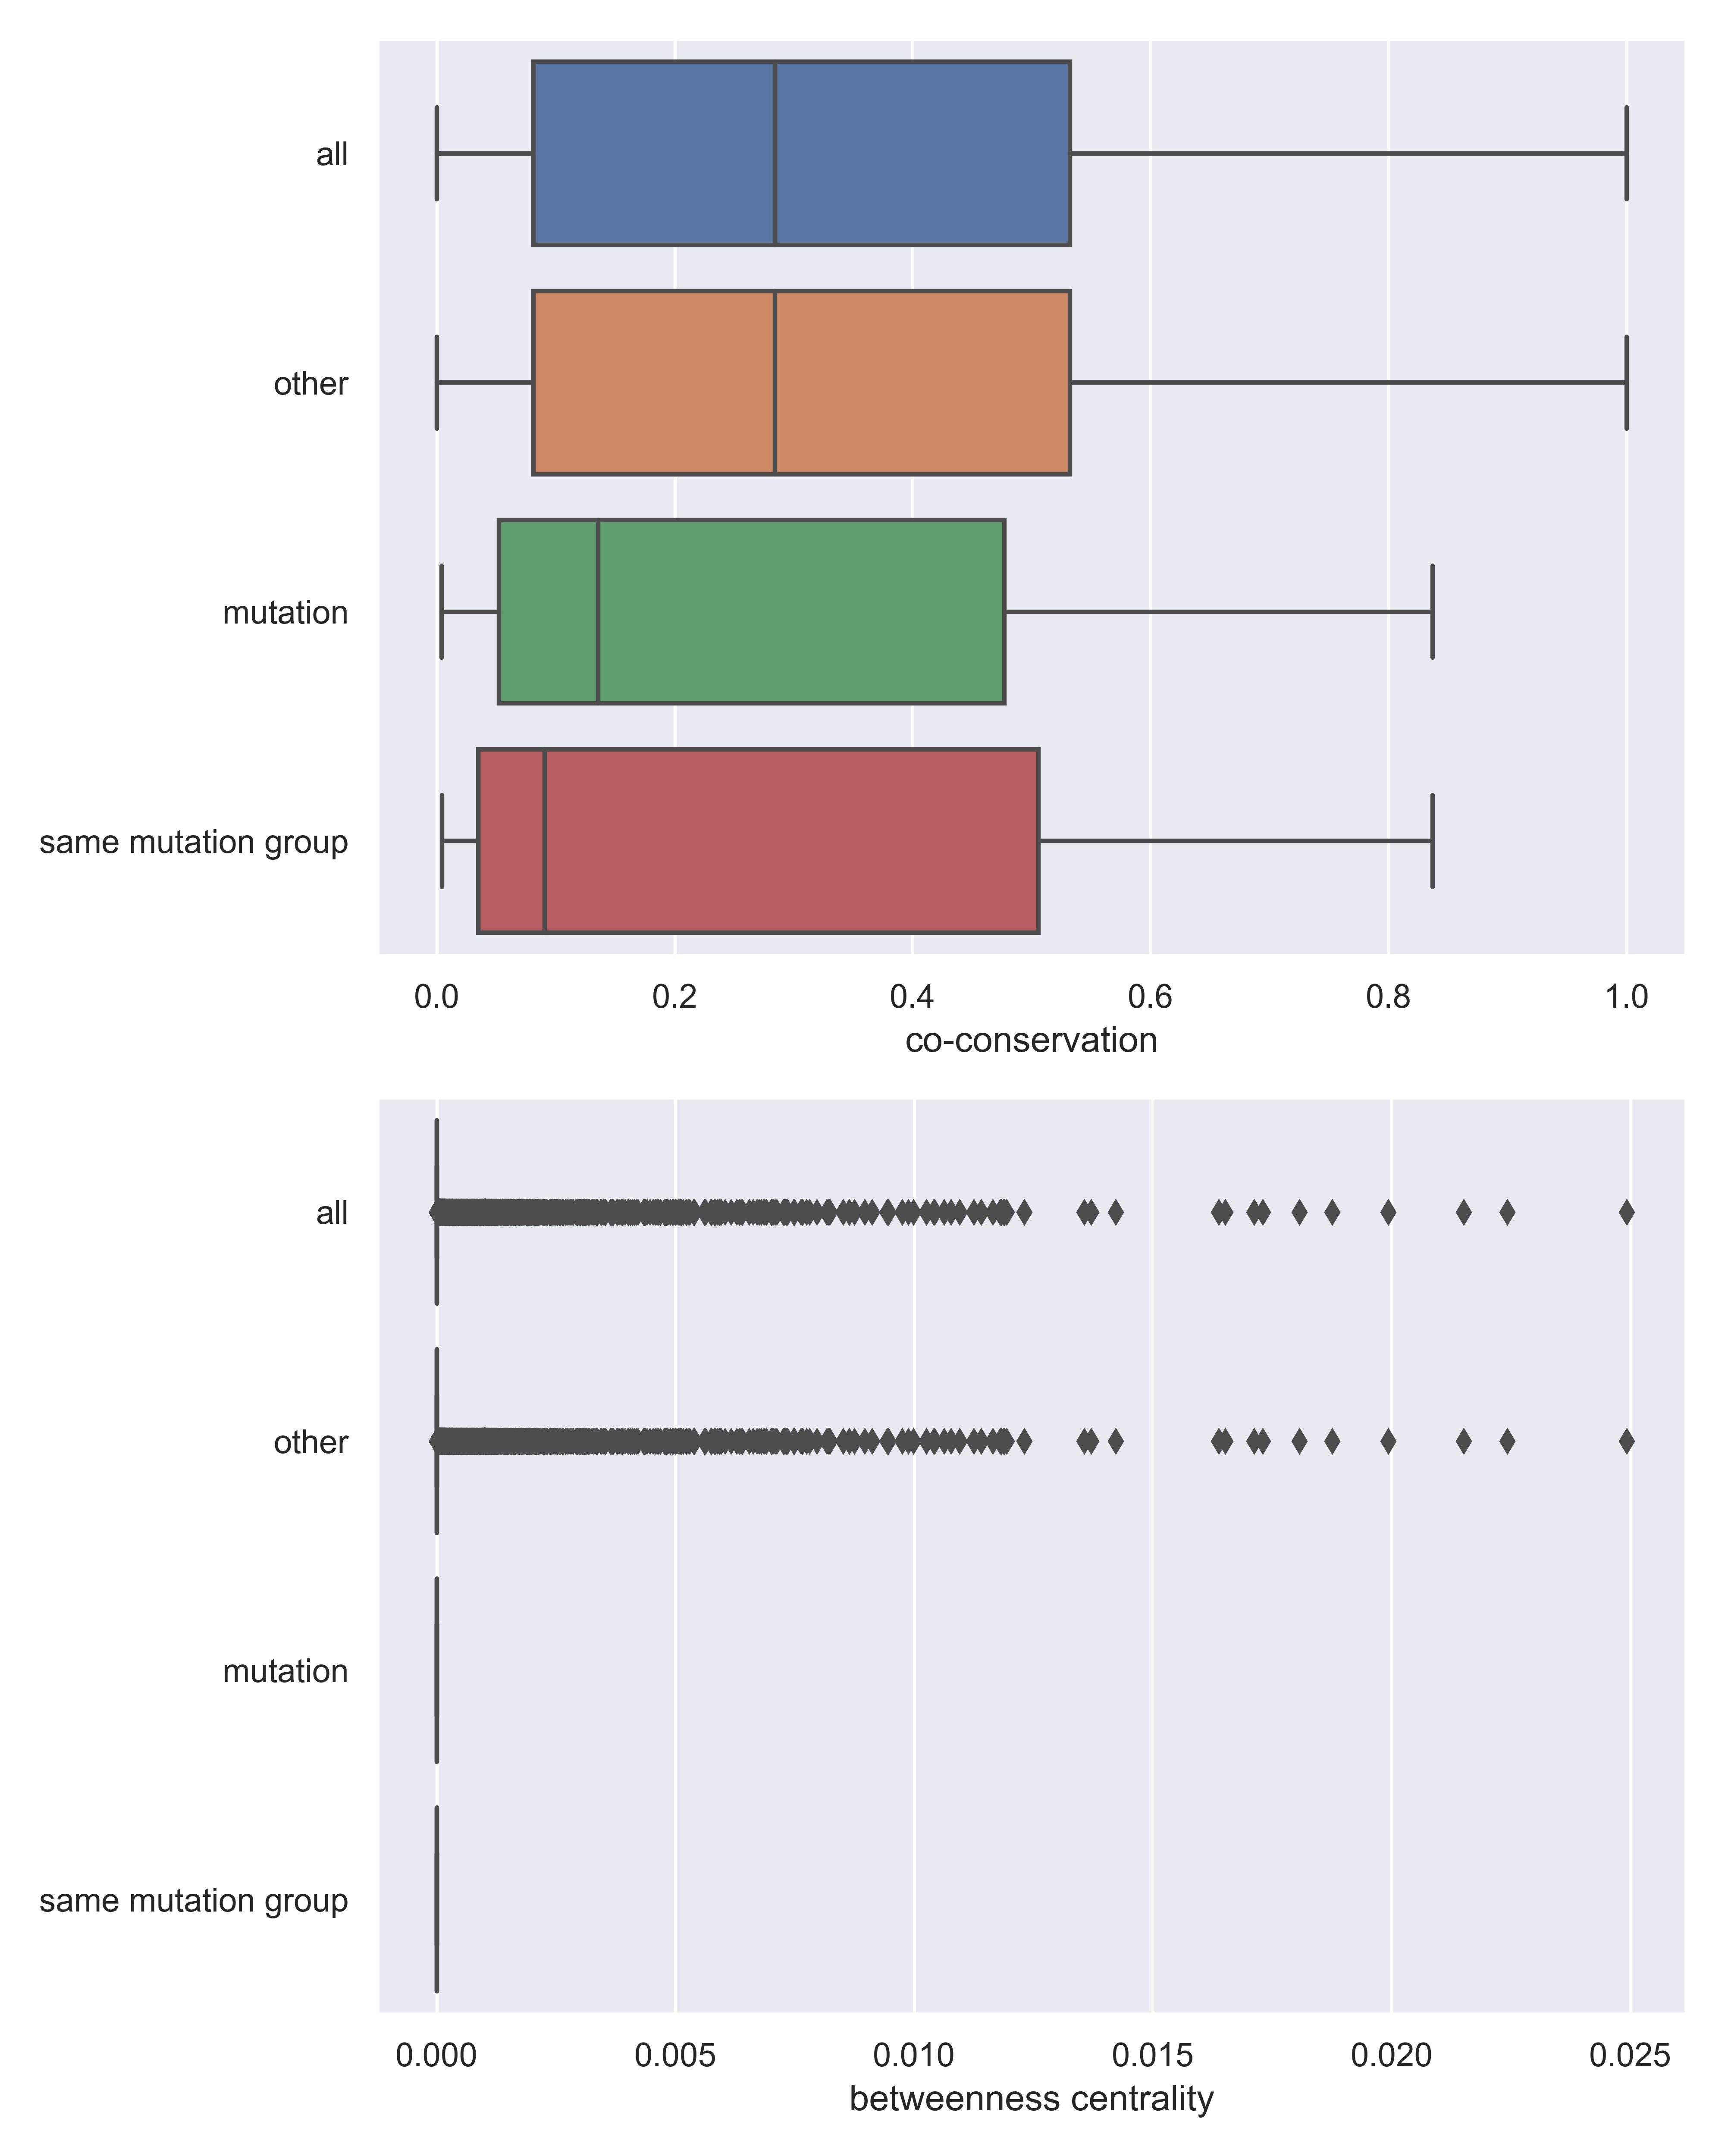 all
other
mutation
same mutation group
0.0 0.2 0.4 0.6 0.8 1.0
co-conservation
all
other
mutation
same mutation group
0.000 0.005 0.010 0.015 0.020 0.025
betweenness centrality